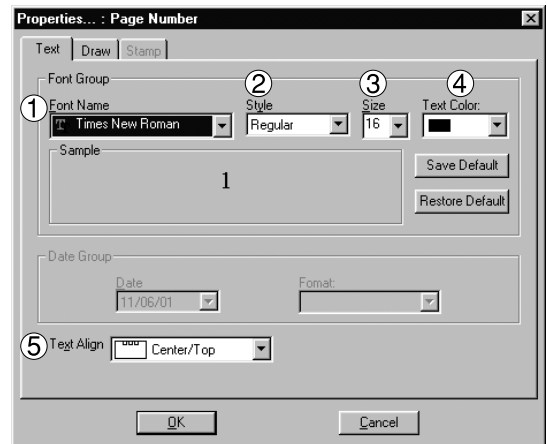 Properties... : Page Number
Text Draw Stamp
Font Group
② ③ ④
① Font Name Style Size Text Color:
Times New Roman Regular 16
Sample
1
Save Default
Restore Default
Date Group
Date Fomat:
11/06/01
⑤ Text Align Center/Top
OK Cancel